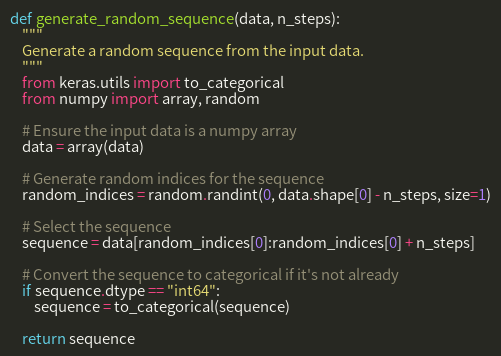 def generate_random_sequence(data, n_steps):
    """
    Generate a random sequence from the input data.
    """
    from keras.utils import to_categorical
    from numpy import array, random

    # Ensure the input data is a numpy array
    data = array(data)

    # Generate random indices for the sequence
    random_indices = random.randint(0, data.shape[0] - n_steps, size=1)

    # Select the sequence
    sequence = data[random_indices[0]:random_indices[0] + n_steps]

    # Convert the sequence to categorical if it's not already
    if sequence.dtype == "int64":
        sequence = to_categorical(sequence)

    return sequence